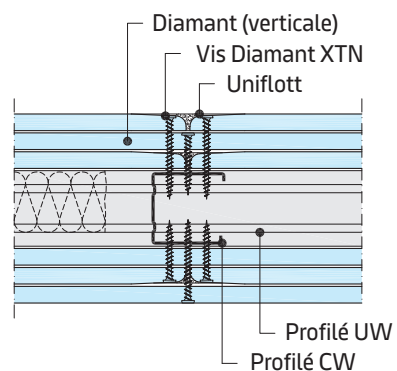 Diamant (verticale)
Vis Diamant XTN
Uniflott
Profilé UW
Profilé CW